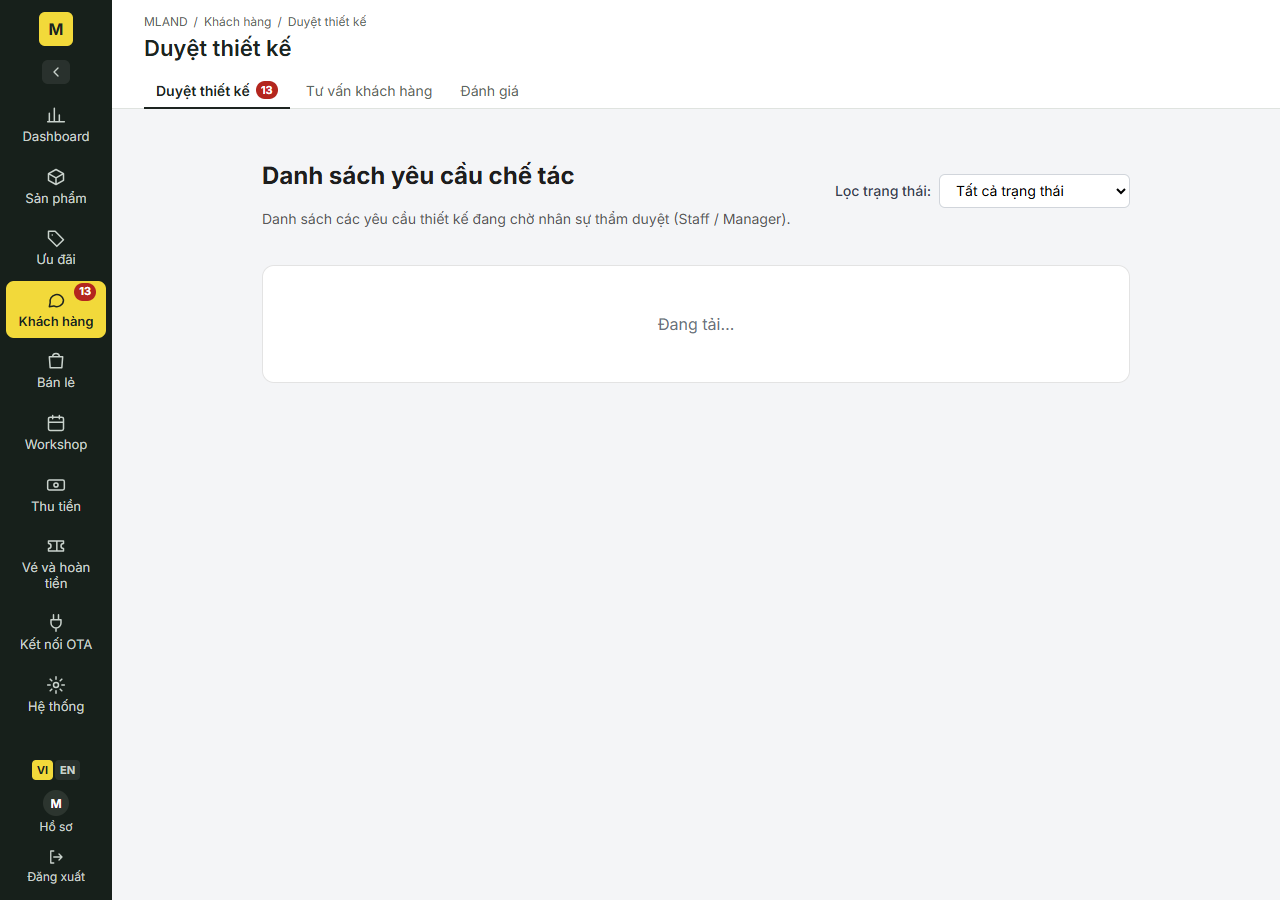 M
Dashboard
Sản phẩm
Ưu đãi
13
Khách hàng
Bán lẻ
Workshop
Thu tiền
Vé và hoàn
tiền
Kết nối OTA
Hệ thống
VI EN
M
Hồ sơ
Đăng xuất
MLAND / Khách hàng / Duyệt thiết kế
Duyệt thiết kế
Duyệt thiết kế 13 Tư vấn khách hàng Đánh giá
Danh sách yêu cầu chế tác
Danh sách các yêu cầu thiết kế đang chờ nhân sự thẩm duyệt (Staff / Manager).
Lọc trạng thái: Tất cả trạng thái
Đang tải...